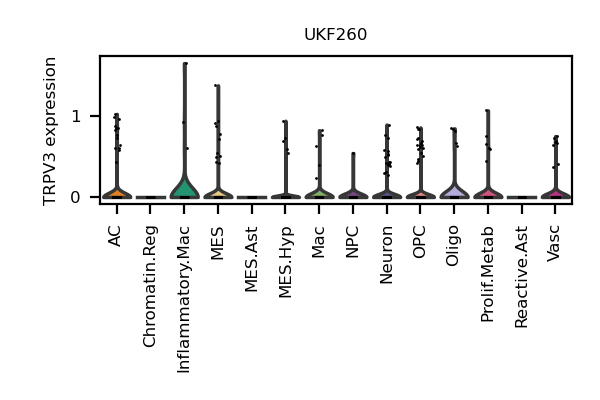 UKF260
TRPV3 expression
1
0
AC
Chromatin.Reg
Inflammatory.Mac
MES
MES.Ast
MES.Hyp
Mac
NPC
Neuron
OPC
Oligo
Prolif.Metab
Reactive.Ast
Vasc